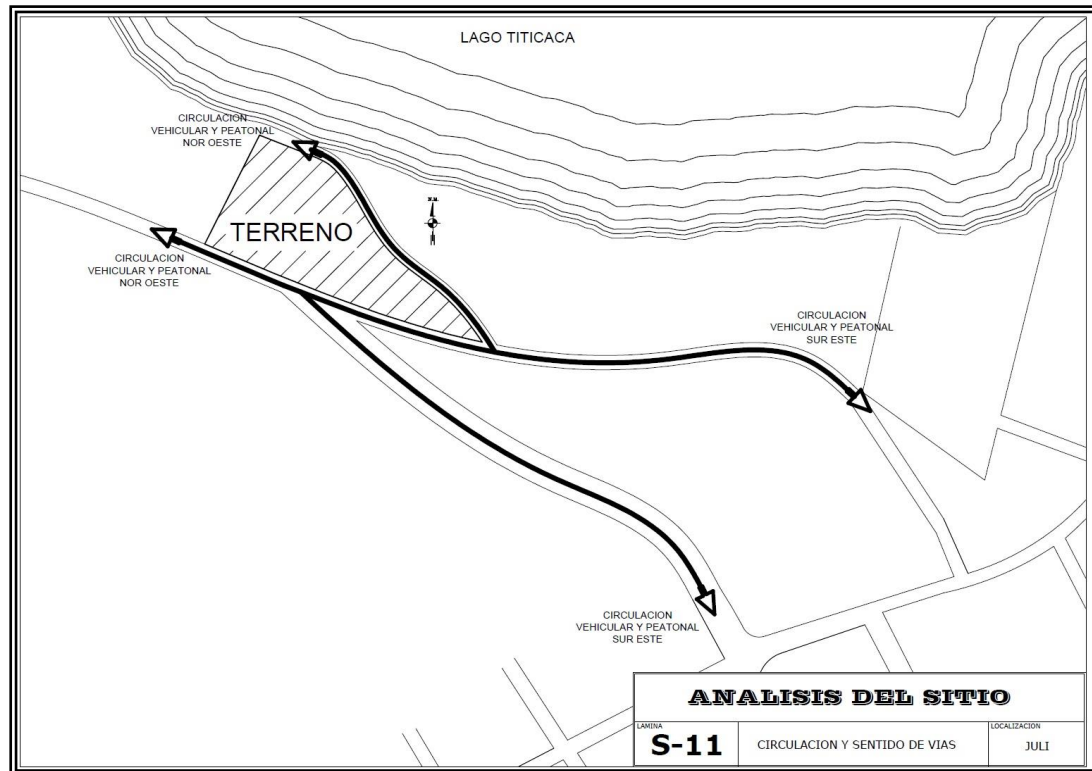 LAGO TITICACA
CIRCULACION
VEHICULAR Y PEATONAL
NOR OESTE
TERRENO
CIRCULACION
VEHICULAR Y PEATONAL
NOR OESTE
CIRCULACION
VEHICULAR Y PEATONAL
SUR ESTE
CIRCULACION
VEHICULAR Y PEATONAL
SUR ESTE
ANALISIS DEL SITIO
LAMINA
S-11
CIRCULACION Y SENTIDO DE VIAS
LOCALIZACION
JULI